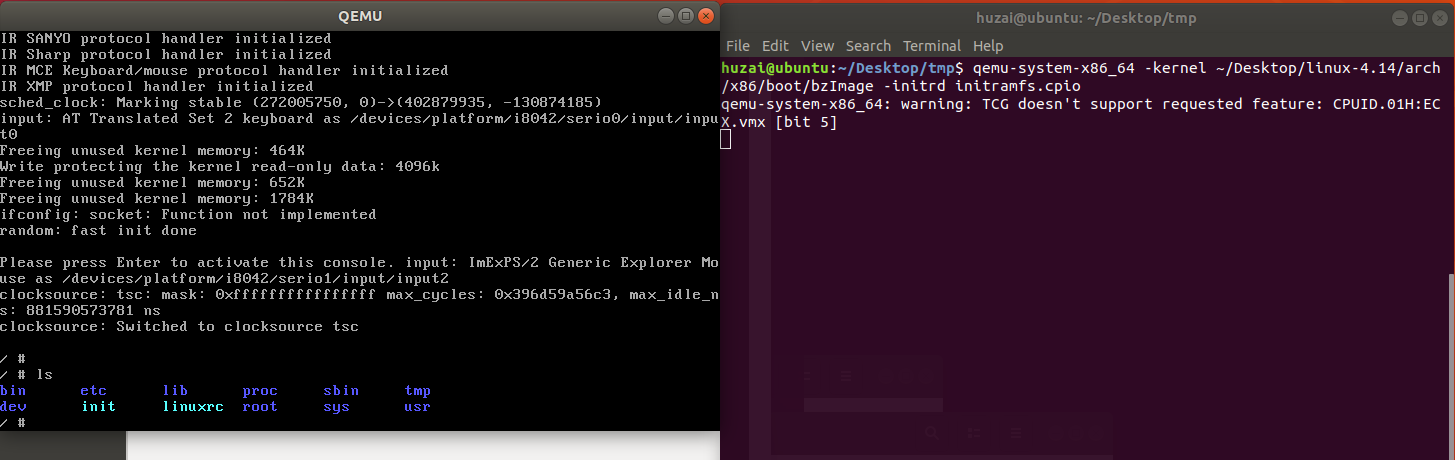 QEMU
IR SANYO protocol handler initialized
IR Sharp protocol handler initialized
IR MCE Keyboard/mouse protocol handler initialized
IR XMP protocol handler initialized
sched_clock: Marking stable (272005750, 0)->(402879935, -130874185)
input: AT Translated Set 2 keyboard as /devices/platform/i8042/serio0/input/inpu
t0
Freeing unused kernel memory: 464K
Write protecting the kernel read-only data: 4096k
Freeing unused kernel memory: 652K
Freeing unused kernel memory: 1784K
ifconfig: socket: Function not implemented
random: fast init done
Please press Enter to activate this console. input: ImExPS/2 Generic Explorer Mo
use as /devices/platform/i8042/serio1/input/input2
clocksource: tsc: mask: 0xffffffffffffffff max_cycles: 0x396d59a56c3, max_idle_n
s: 881590573781 ns
clocksource: Switched to clocksource tsc
/ #
/ # ls
bin etc lib proc sbin tmp
dev init linuxrc root sys usr
/ #
huzai@ubuntu: ~/Desktop/tmp
File Edit View Search Terminal Help
huzai@ubuntu:~/Desktop/tmp$ qemu-system-x86_64 -kernel ~/Desktop/linux-4.14/arch
/x86/boot/bzImage -initrd initramfs.cpio
qemu-system-x86_64: warning: TCG doesn't support requested feature: CPUID.01H:EC
X.vmx [bit 5]